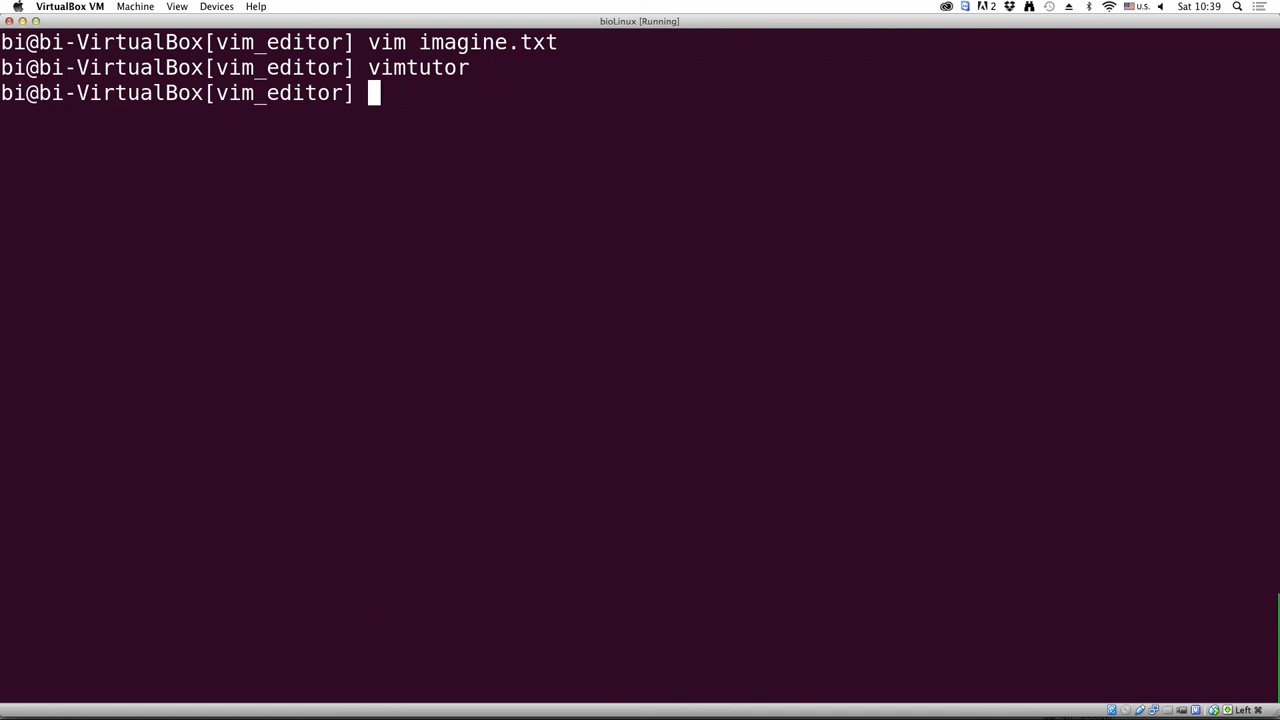 VirtualBox VM Machine View Devices Help 2 U.S. Sat 10:39
bioLinux [Running]
bi@bi-VirtualBox[vim_editor] vim imagine.txt
bi@bi-VirtualBox[vim_editor] vimtutor
bi@bi-VirtualBox[vim_editor]
Left ⌘